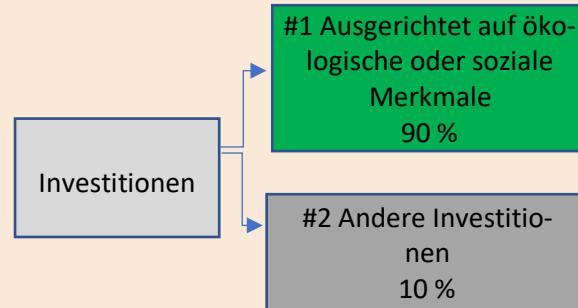 #1 Ausgerichtet auf öko-
logische oder soziale
Merkmale
90 %
Investitionen
#2 Andere Investitio-
nen
10 %